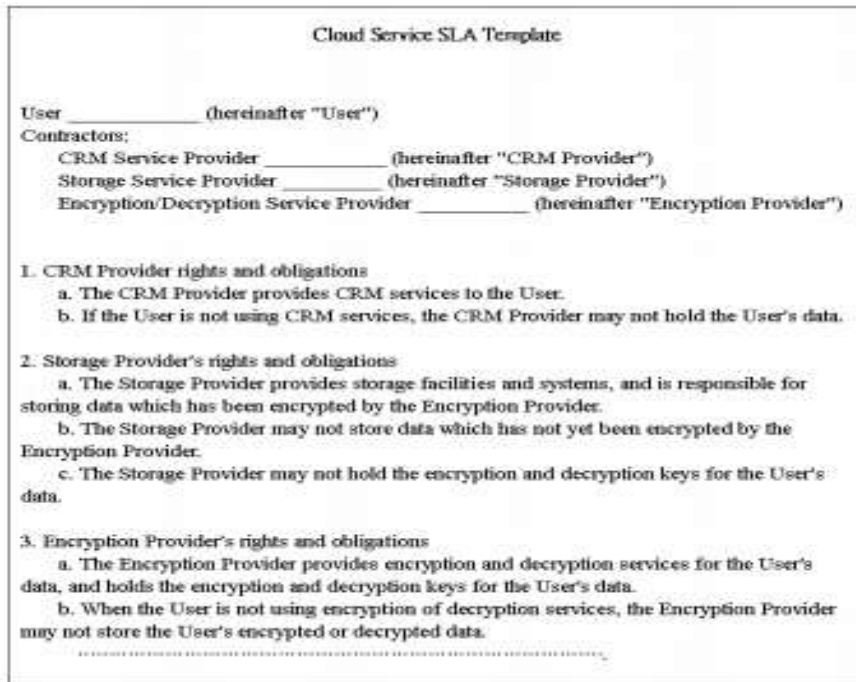 Cloud Service SLA Template
User ____________ (hereinafter "User")
Contractors:
CRM Service Provider ___________ (hereinafter "CRM Provider")
Storage Service Provider _________ (hereinafter "Storage Provider")
Encryption/Decryption Service Provider __________ (hereinafter "Encryption Provider")
1. CRM Provider rights and obligations
a. The CRM Provider provides CRM services to the User.
b. If the User is not using CRM services, the CRM Provider may not hold the User's data.
2. Storage Provider's rights and obligations
a. The Storage Provider provides storage facilities and systems, and is responsible for
storing data which has been encrypted by the Encryption Provider.
b. The Storage Provider may not store data which has not yet been encrypted by the
Encryption Provider.
c. The Storage Provider may not hold the encryption and decryption keys for the User's
data.
3. Encryption Provider's rights and obligations
a. The Encryption Provider provides encryption and decryption services for the User's
data, and holds the encryption and decryption keys for the User's data.
b. When the User is not using encryption of decryption services, the Encryption Provider
may not store the User's encrypted or decrypted data.